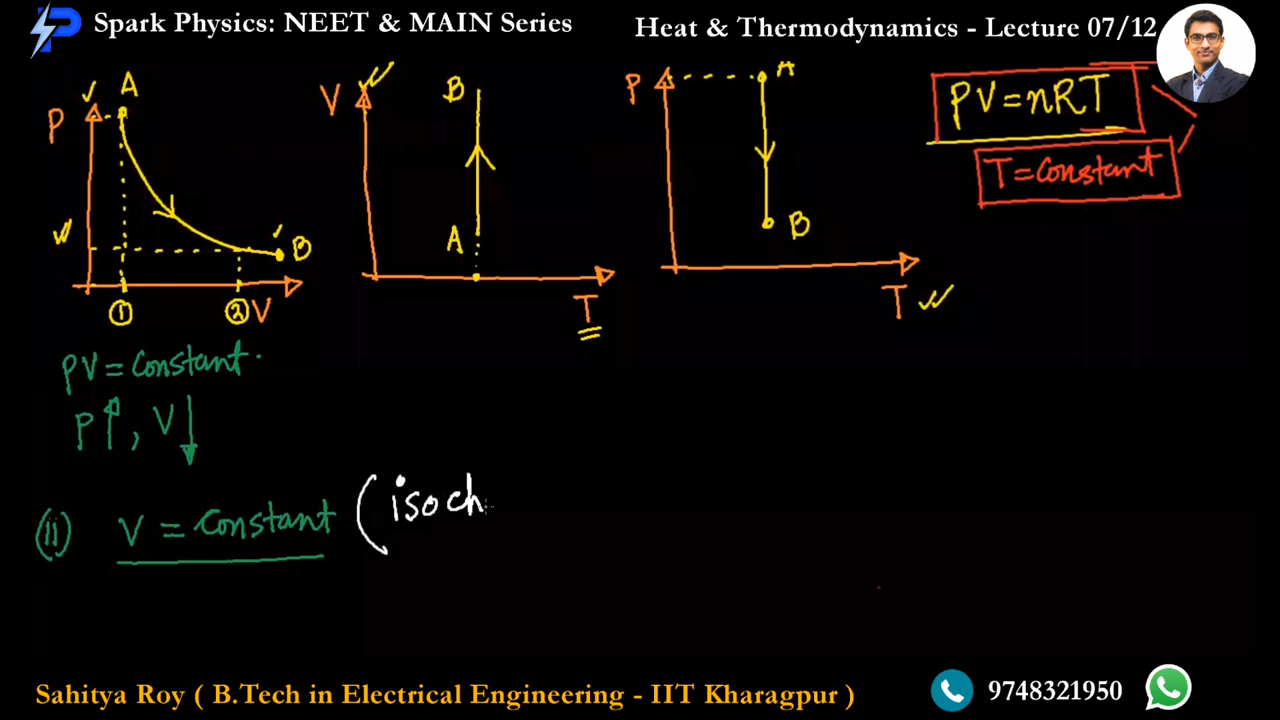 Spark Physics: NEET & MAIN Series
Heat & Thermodynamics - Lecture 07/12
P A B ① ② V
V B A T
P A B T
PV = nRT
T = Constant
PV = Constant.
P↑, V↓
(ii) V = Constant (isoch
Sahitya Roy ( B.Tech in Electrical Engineering - IIT Kharagpur )
9748321950